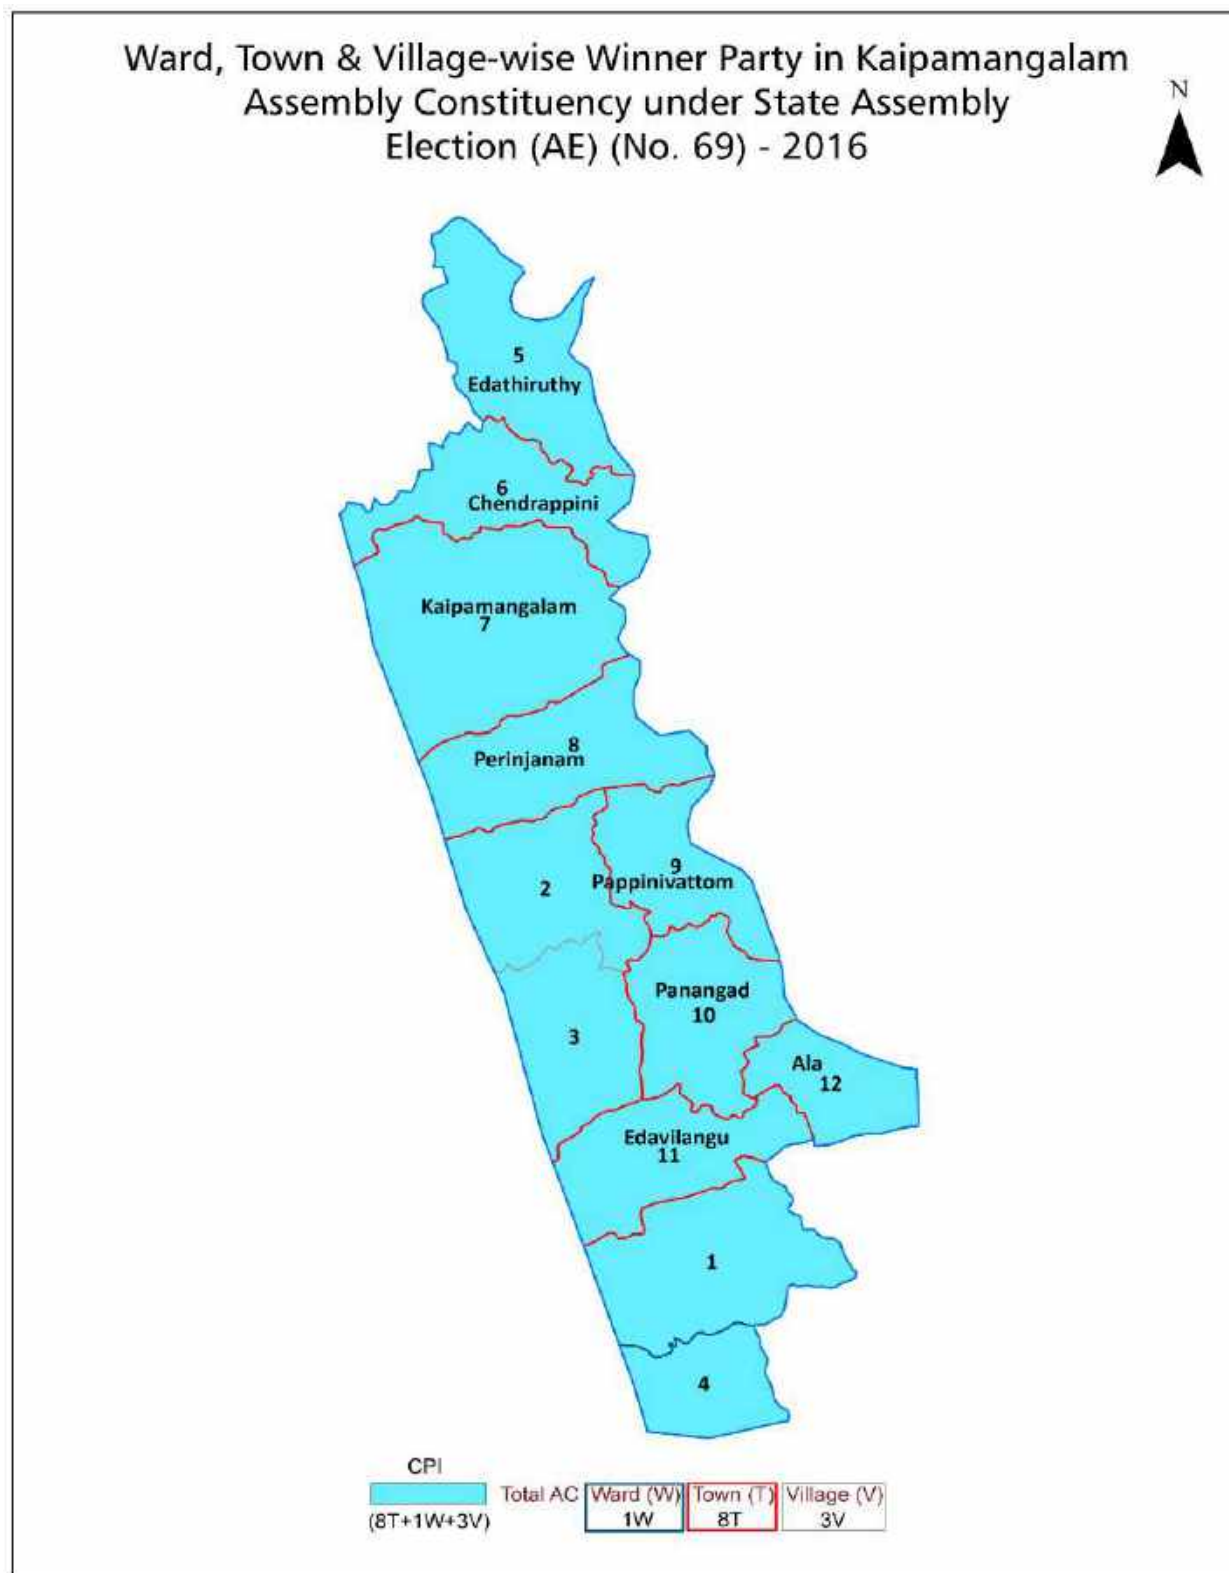 Ward, Town & Village-wise Winner Party in Kaipamangalam
Assembly Constituency under State Assembly
Election (AE) (No. 69) - 2016
N
5
Edathiruthy
6
Chendrappini
Kaipamangalam
7
8
Perinjanam
9
Pappinivattom
2
Panangad
10
3
Ala
12
Edavilangu
11
1
4
CPI
(8T+1W+3V)
Total AC
Ward (W)
1W
Town (T)
8T
Village (V)
3V